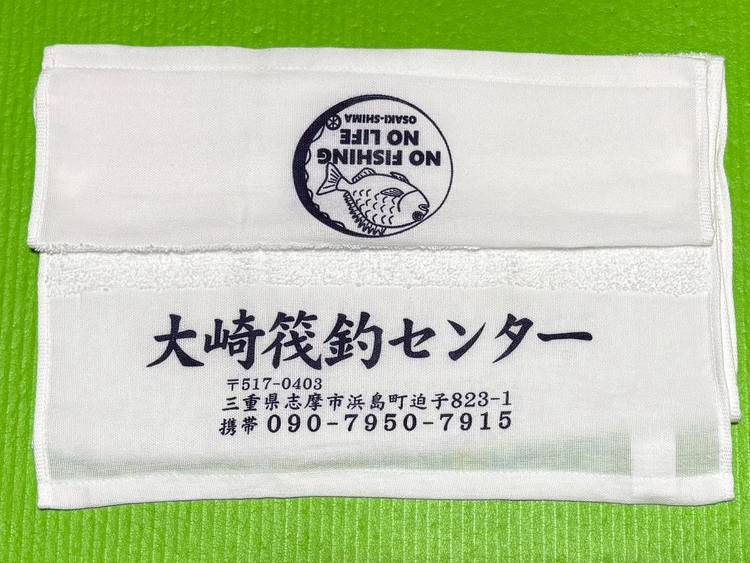 NO FISHING
NO LIFE
OSAKI-SHIMA
大崎筏釣センター
〒517-0403
三重県志摩市浜島町迫子823-1
携帯 090-7950-7915